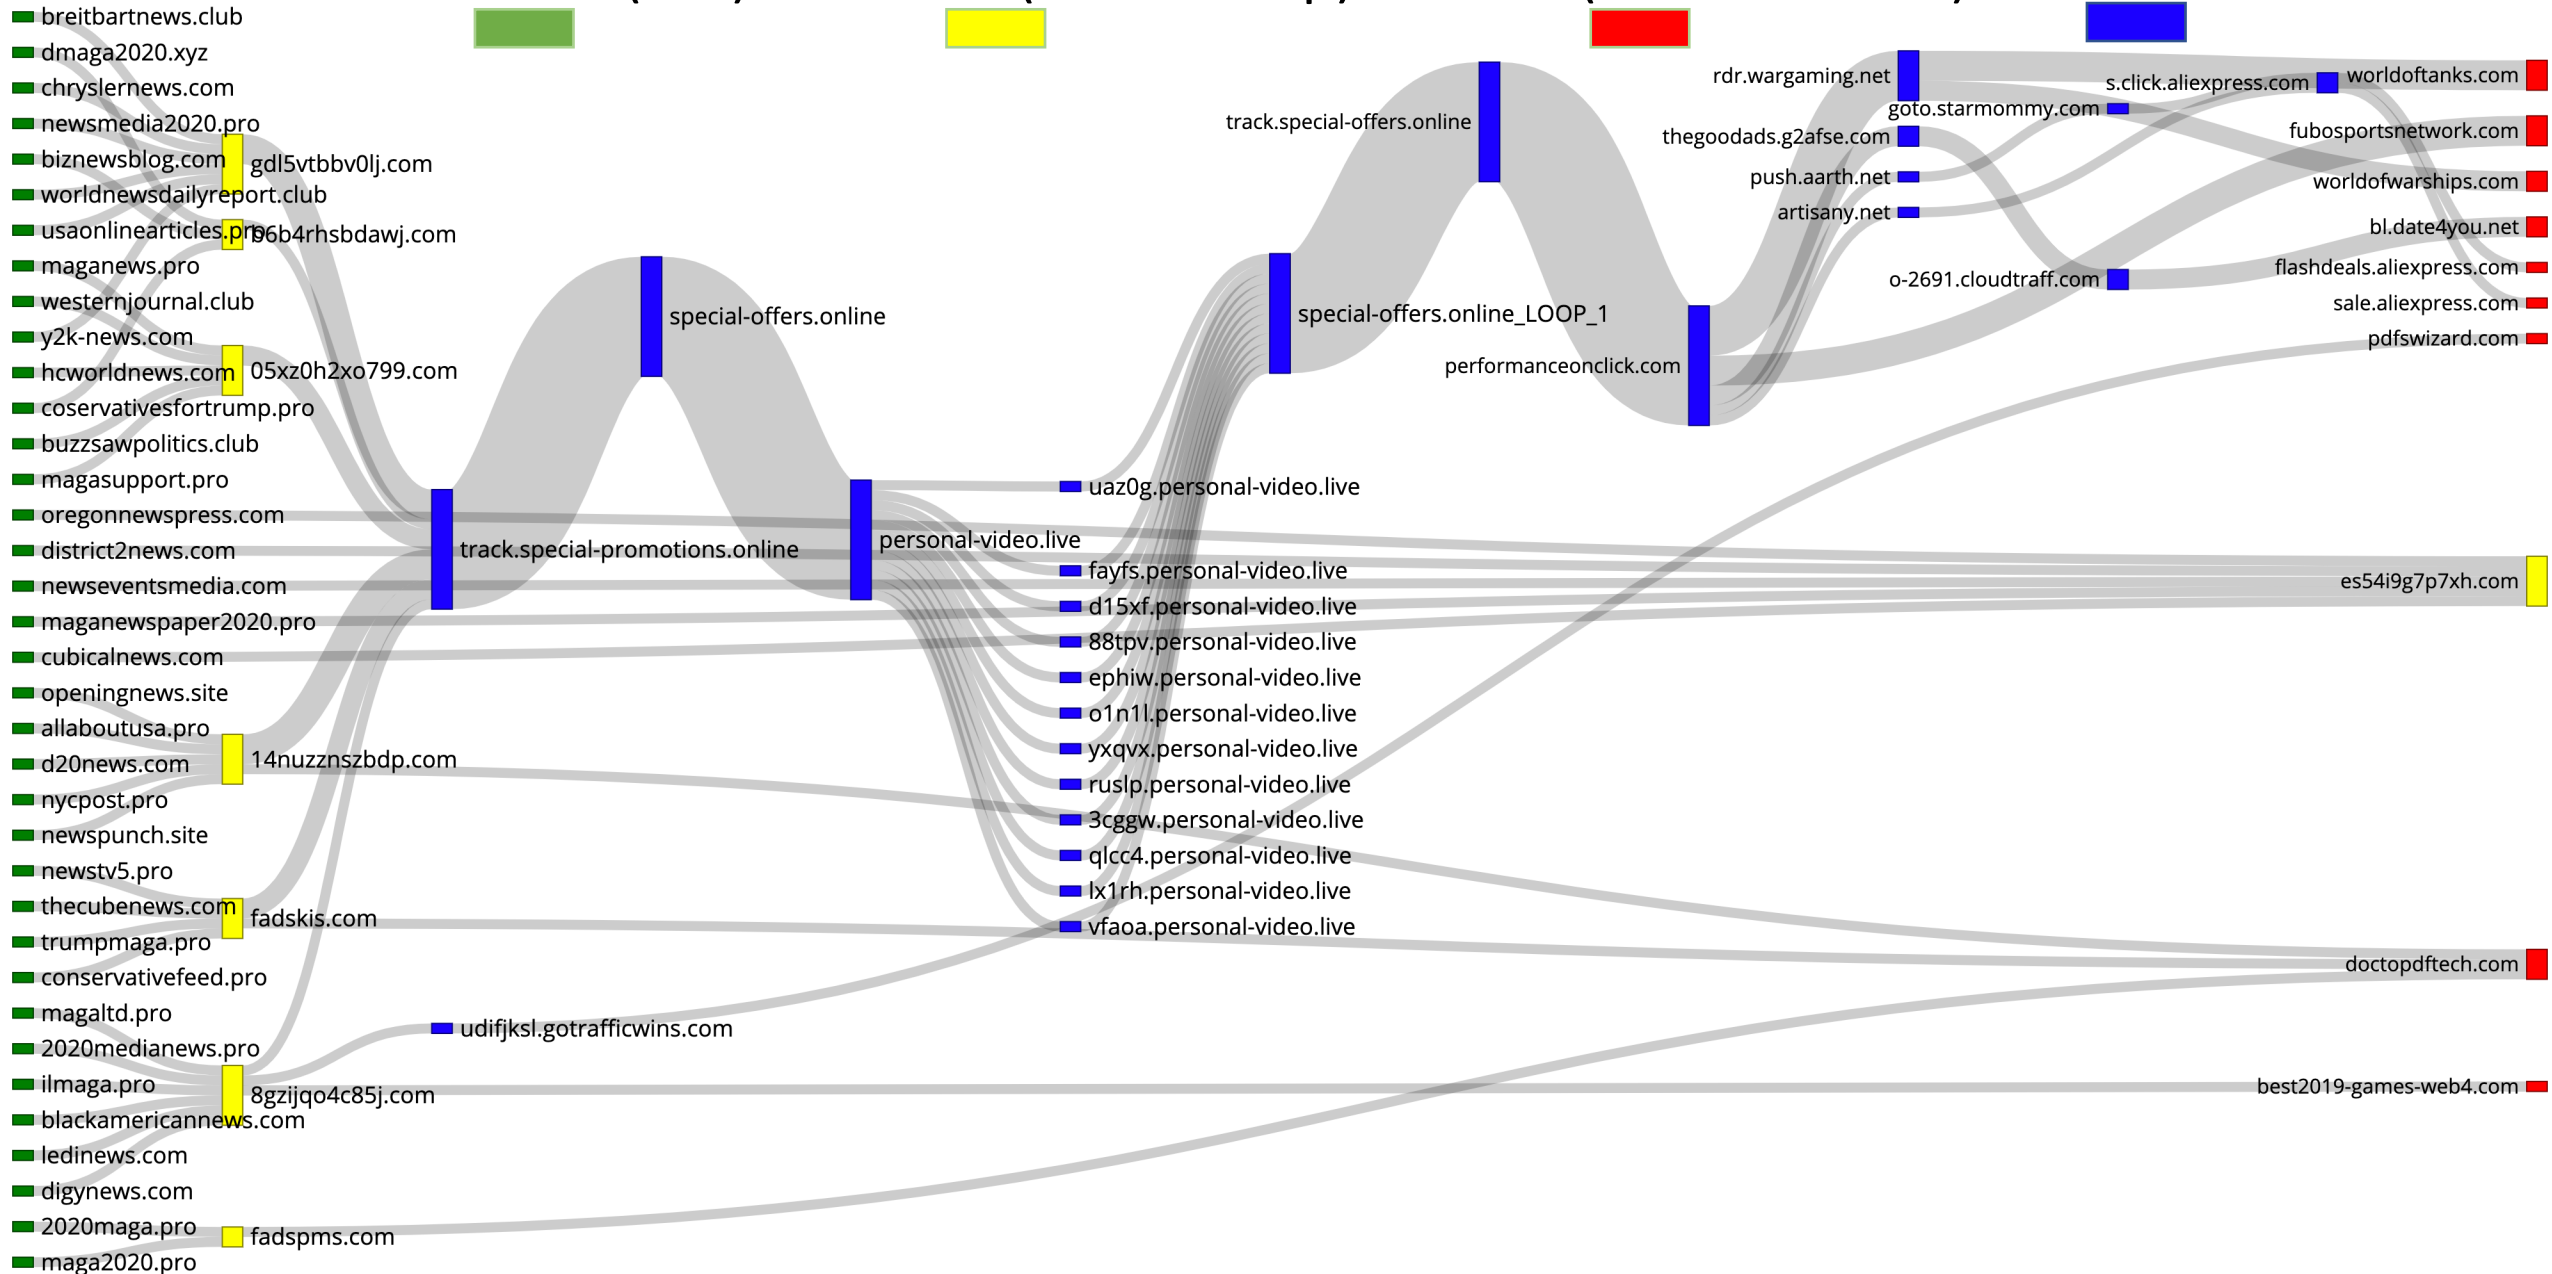 breitbartnews.club
dmaga2020.xyz
chryslernews.com
newsmedia2020.pro
biznewsblog.com
worldnewsdailyreport.club
usaonlinearticles.pro
maganews.pro
westernjournal.club
y2k-news.com
hcworldnews.com
coservativesfortrump.pro
buzzsawpolitics.club
magasupport.pro
oregonnewspress.com
district2news.com
newseventsmedia.com
maganewspaper2020.pro
cubicalnews.com
openingnews.site
allaboutusa.pro
d20news.com
nycpost.pro
newspunch.site
newstv5.pro
thecubenews.com
trumpmaga.pro
conservativefeed.pro
magaltd.pro
2020medianews.pro
ilmaga.pro
blackamericannews.com
ledinews.com
digynews.com
2020maga.pro
maga2020.pro
gdl5vtbbv0lj.com
b6b4rhsbdawj.com
05xz0h2xo799.com
14nuzznszbdp.com
fadskis.com
8gzijqo4c85j.com
fadspms.com
track.special-promotions.online
udifjksl.gotrafficwins.com
special-offers.online
personal-video.live
uaz0g.personal-video.live
fayfs.personal-video.live
d15xf.personal-video.live
88tpv.personal-video.live
ephiw.personal-video.live
o1n1l.personal-video.live
yxqvx.personal-video.live
ruslp.personal-video.live
3cggw.personal-video.live
qlcc4.personal-video.live
lx1rh.personal-video.live
vfaoa.personal-video.live
special-offers.online_LOOP_1
track.special-offers.online
performanceonclick.com
rdr.wargaming.net
thegoodads.g2afse.com
push.aarth.net
artisany.net
goto.starmommy.com
o-2691.cloudtraff.com
s.click.aliexpress.com
worldoftanks.com
fubosportsnetwork.com
worldofwarships.com
bl.date4you.net
flashdeals.aliexpress.com
sale.aliexpress.com
pdfswizard.com
es54i9g7p7xh.com
doctopdftech.com
best2019-games-web4.com